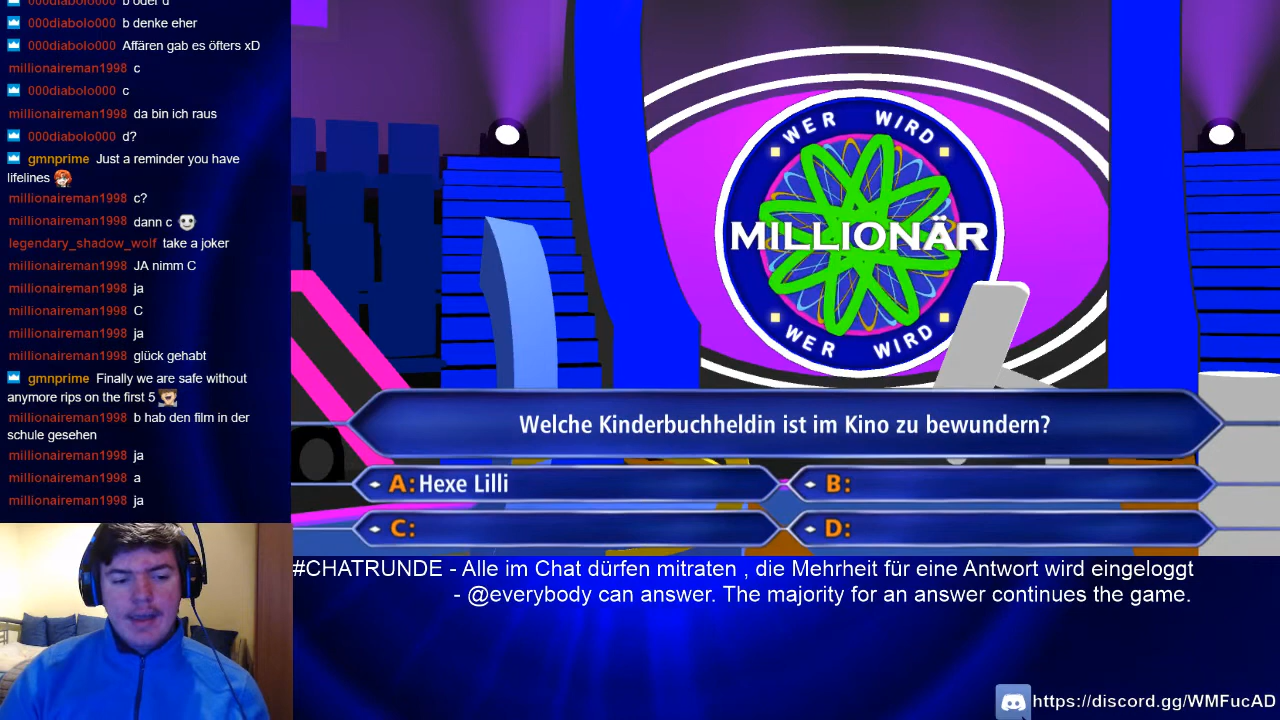 b oder d
000diabolo000 b denke eher
000diabolo000 Affären gab es öfters xD
millionaireman1998 c
000diabolo000 c
millionaireman1998 da bin ich raus
000diabolo000 d?
gmnprime Just a reminder you have
lifelines
millionaireman1998 c?
millionaireman1998 dann c
legendary_shadow_wolf take a joker
millionaireman1998 JA nimm C
millionaireman1998 ja
millionaireman1998 C
millionaireman1998 ja
millionaireman1998 glück gehabt
gmnprime Finally we are safe without
anymore rips on the first 5
millionaireman1998 b hab den film in der
schule gesehen
millionaireman1998 ja
millionaireman1998 a
millionaireman1998 ja
WER WIRD
MILLIONÄR
WER WIRD
Welche Kinderbuchheldin ist im Kino zu bewundern?
A: Hexe Lilli
B:
C:
D:
#CHATRUNDE - Alle im Chat dürfen mitraten , die Mehrheit für eine Antwort wird eingeloggt
- @everybody can answer. The majority for an answer continues the game.
https://discord.gg/WMFucAD